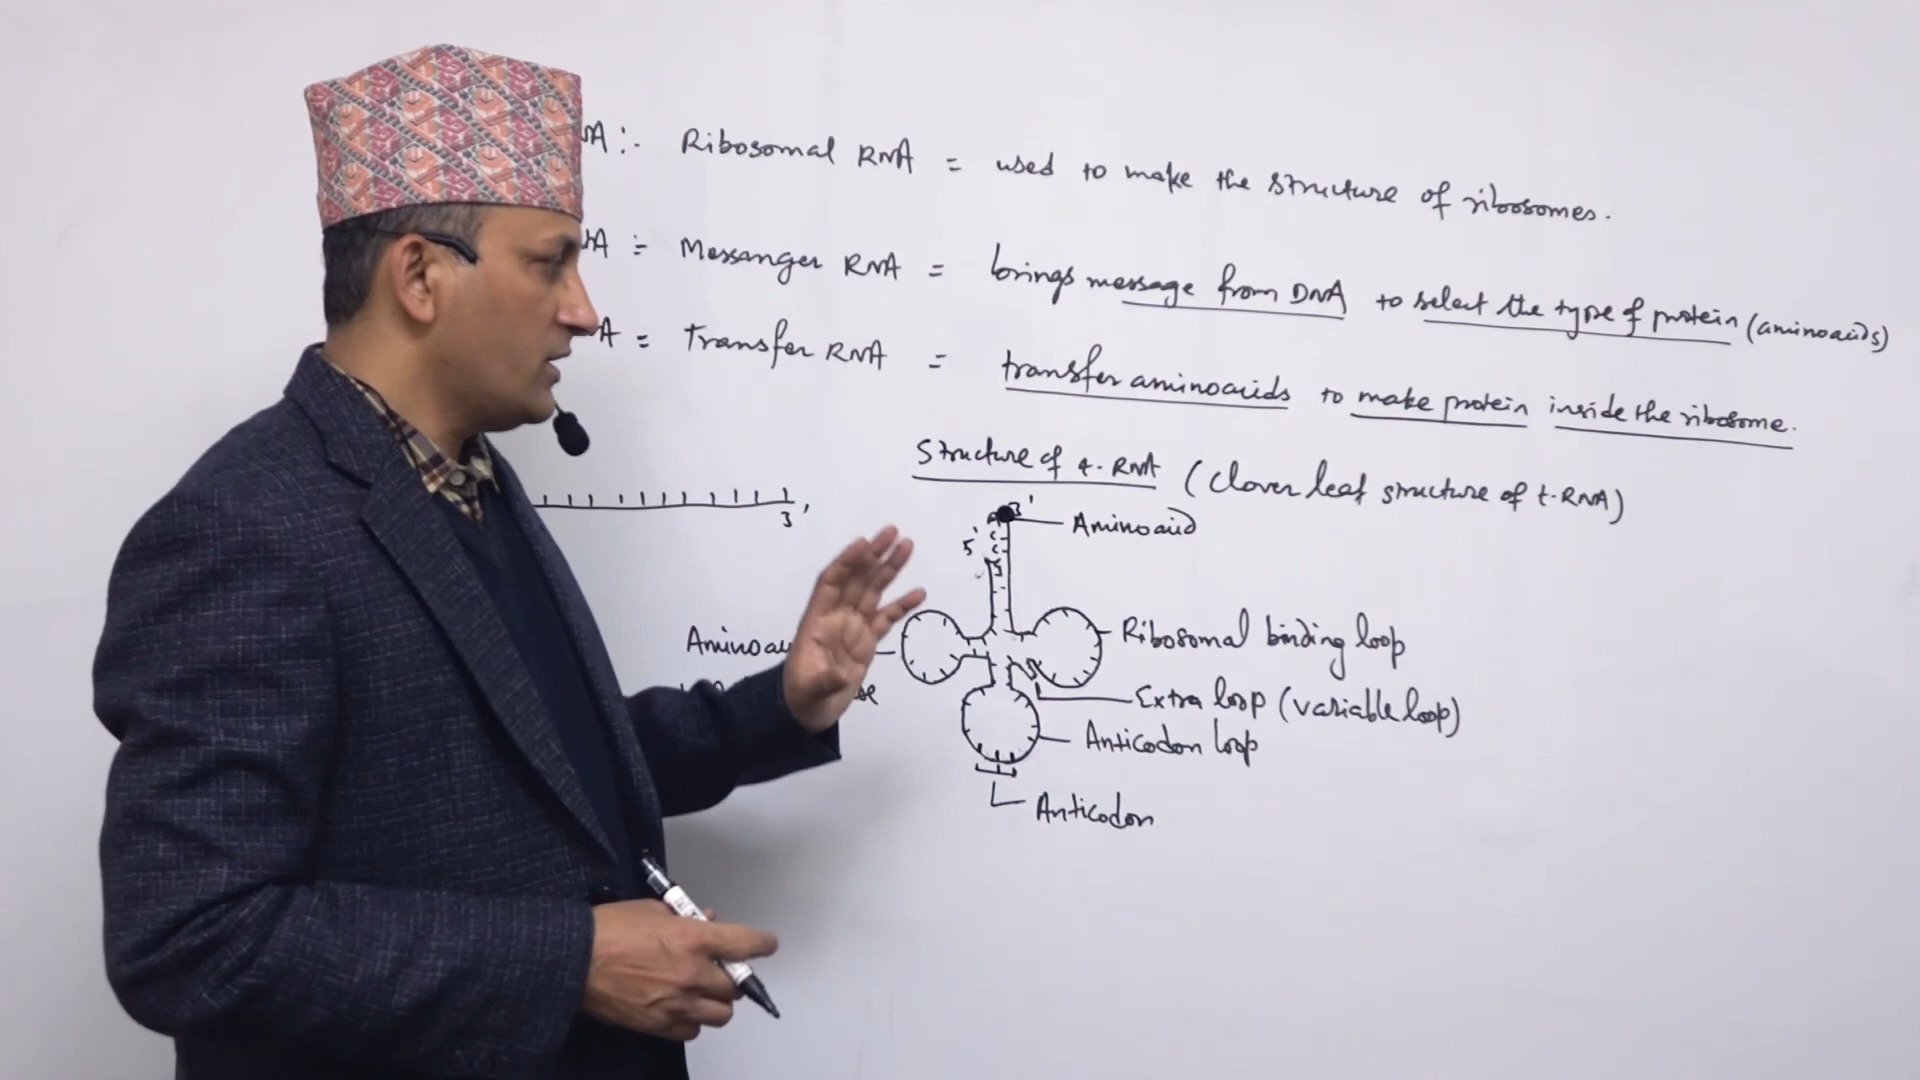 A :- Ribosomal RNA = used to make the structure of ribosomes.
A :- Messanger RNA = brings message from DNA to select the type of protein (aminoacids)
A = Transfer RNA = transfer aminoacids to make protein inside the ribosome.
Structure of t-RNA (Clover leaf structure of t-RNA)
3'
3'
Aminoacid
5'
A
C
C
Ribosomal binding loop
Extra loop (variable loop)
Anticodon loop
Anticodon